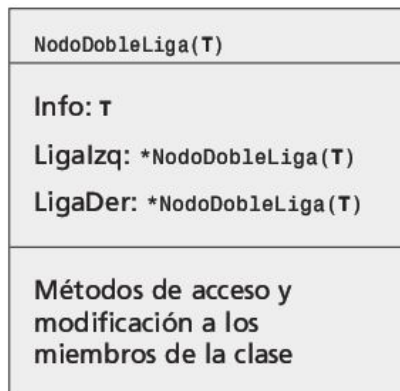 NodoDobleLiga(T)
Info: T
LigaIzq: *NodoDobleLiga(T)
LigaDer: *NodoDobleLiga(T)
Métodos de acceso y
modificación a los
miembros de la clase